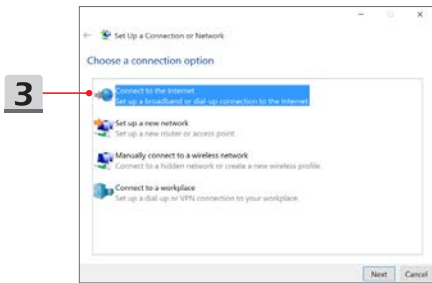 Set Up a Connection or Network
Choose a connection option
3
Connect to the Internet
Set up a broadband or dial-up connection to the Internet.
Set up a new network
Set up a new router or access point.
Manually connect to a wireless network
Connect to a hidden network or create a new wireless profile.
Connect to a workplace
Set up a dial-up or VPN connection to your workplace.
Next Cancel